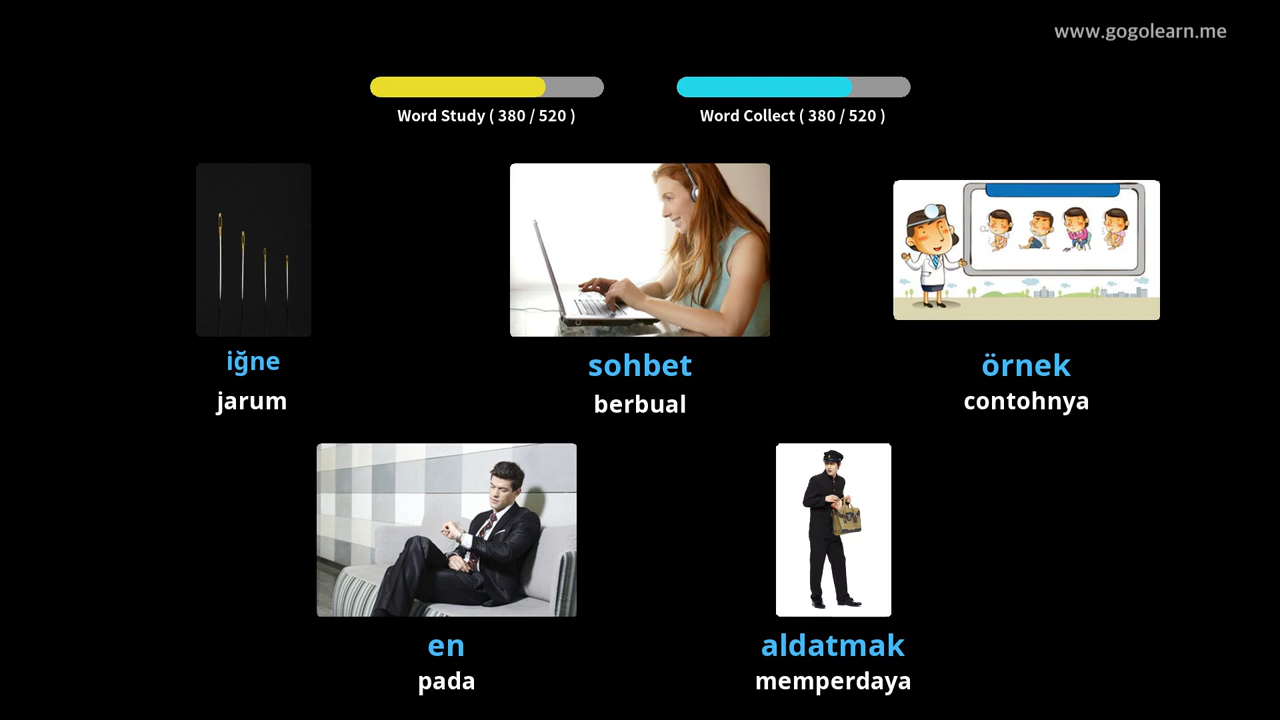 www.gogolearn.me
Word Study ( 380 / 520 )
Word Collect ( 380 / 520 )
iğne
jarum
sohbet
berbual
örnek
contohnya
en
pada
aldatmak
memperdaya